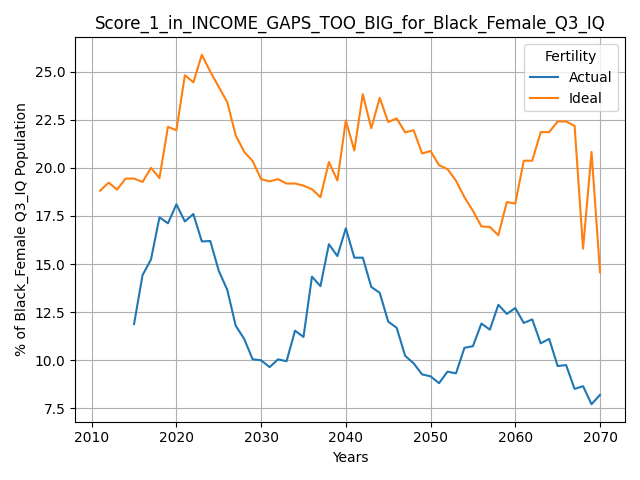 Score_1_in_INCOME_GAPS_TOO_BIG_for_Black_Female_Q3_IQ
Fertility
Actual
Ideal
% of Black_Female Q3_IQ Population
25.0
22.5
20.0
17.5
15.0
12.5
10.0
7.5
2010 2020 2030 2040 2050 2060 2070
Years